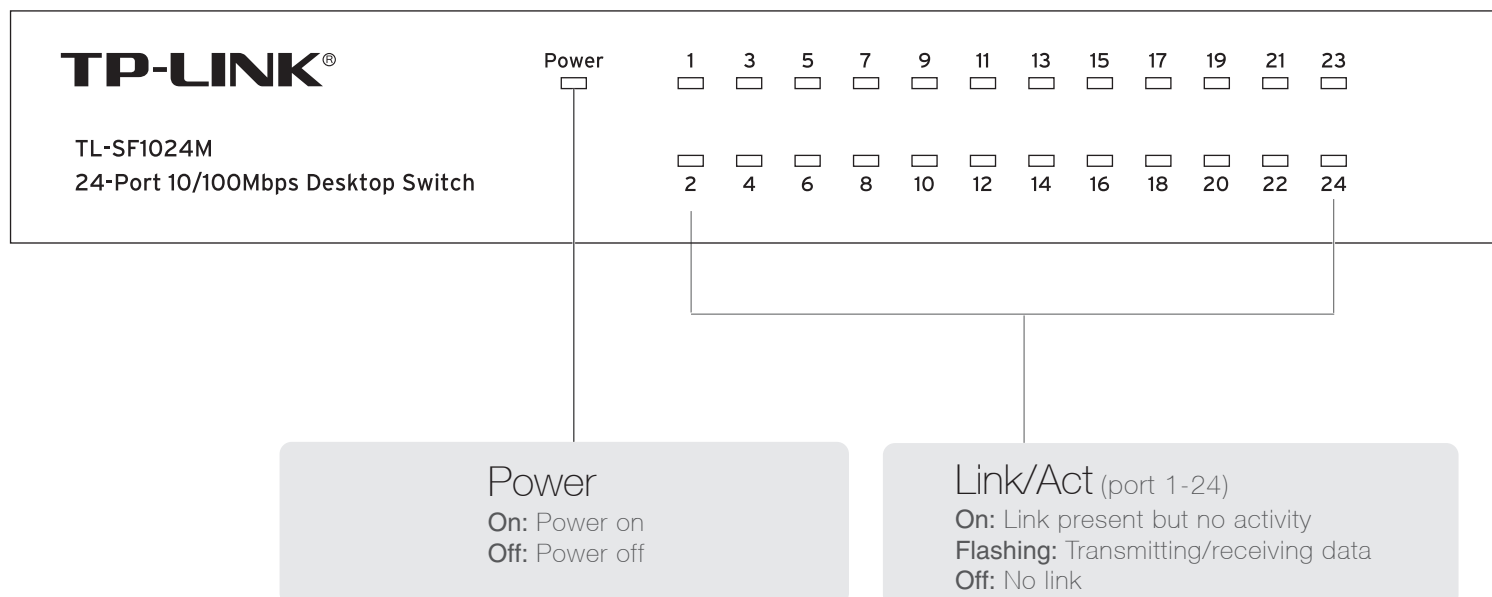 TP-LINK®
Power 1 3 5 7 9 11 13 15 17 19 21 23
TL-SF1024M
24-Port 10/100Mbps Desktop Switch
2 4 6 8 10 12 14 16 18 20 22 24
Power
On: Power on
Off: Power off
Link/Act (port 1-24)
On: Link present but no activity
Flashing: Transmitting/receiving data
Off: No link